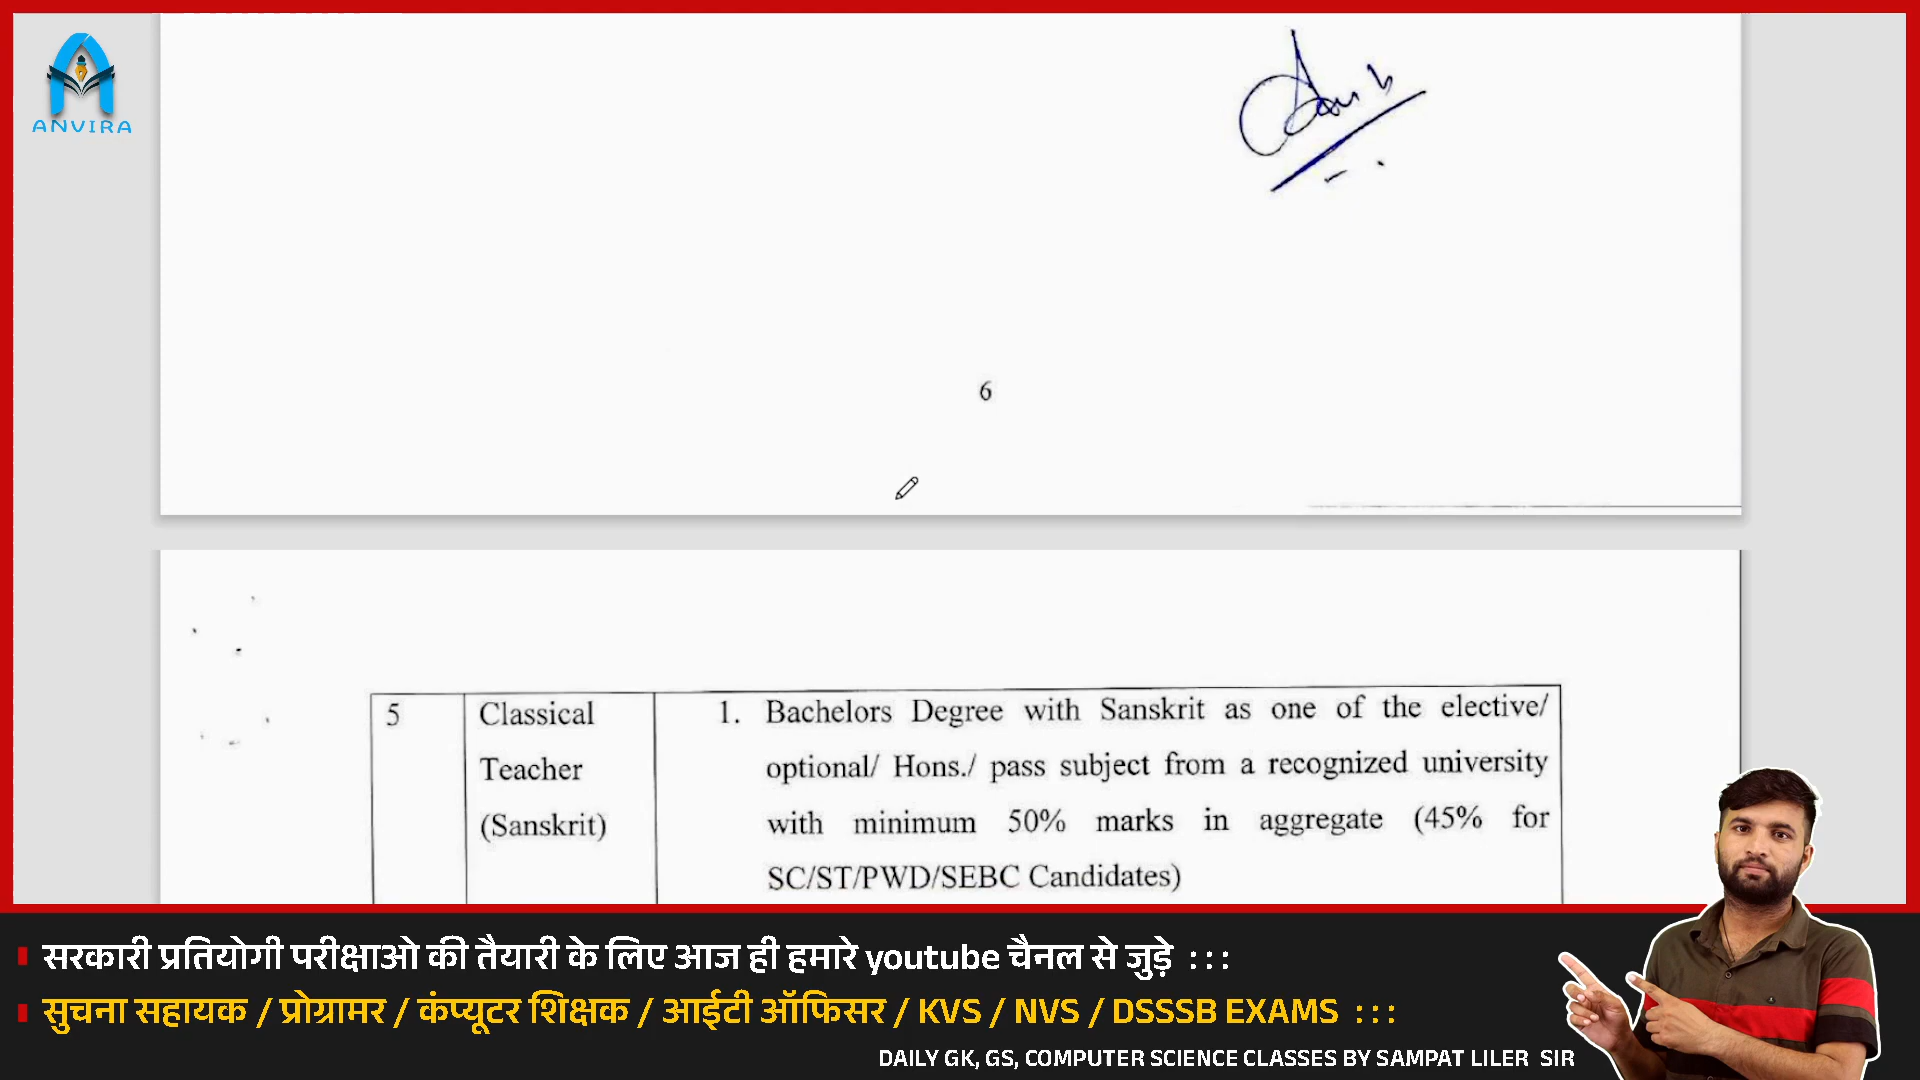 ANVIRA
6
5
Classical
Teacher
(Sanskrit)
1. Bachelors Degree with Sanskrit as one of the elective/
optional/ Hons./ pass subject from a recognized university
with minimum 50% marks in aggregate (45% for
SC/ST/PWD/SEBC Candidates)
सरकारी प्रतियोगी परीक्षाओ की तैयारी के लिए आज ही हमारे youtube चैनल से जुड़े :::
सुचना सहायक / प्रोग्रामर / कंप्यूटर शिक्षक / आईटी ऑफिसर / KVS / NVS / DSSSB EXAMS :::
DAILY GK, GS, COMPUTER SCIENCE CLASSES BY SAMPAT LILER SIR